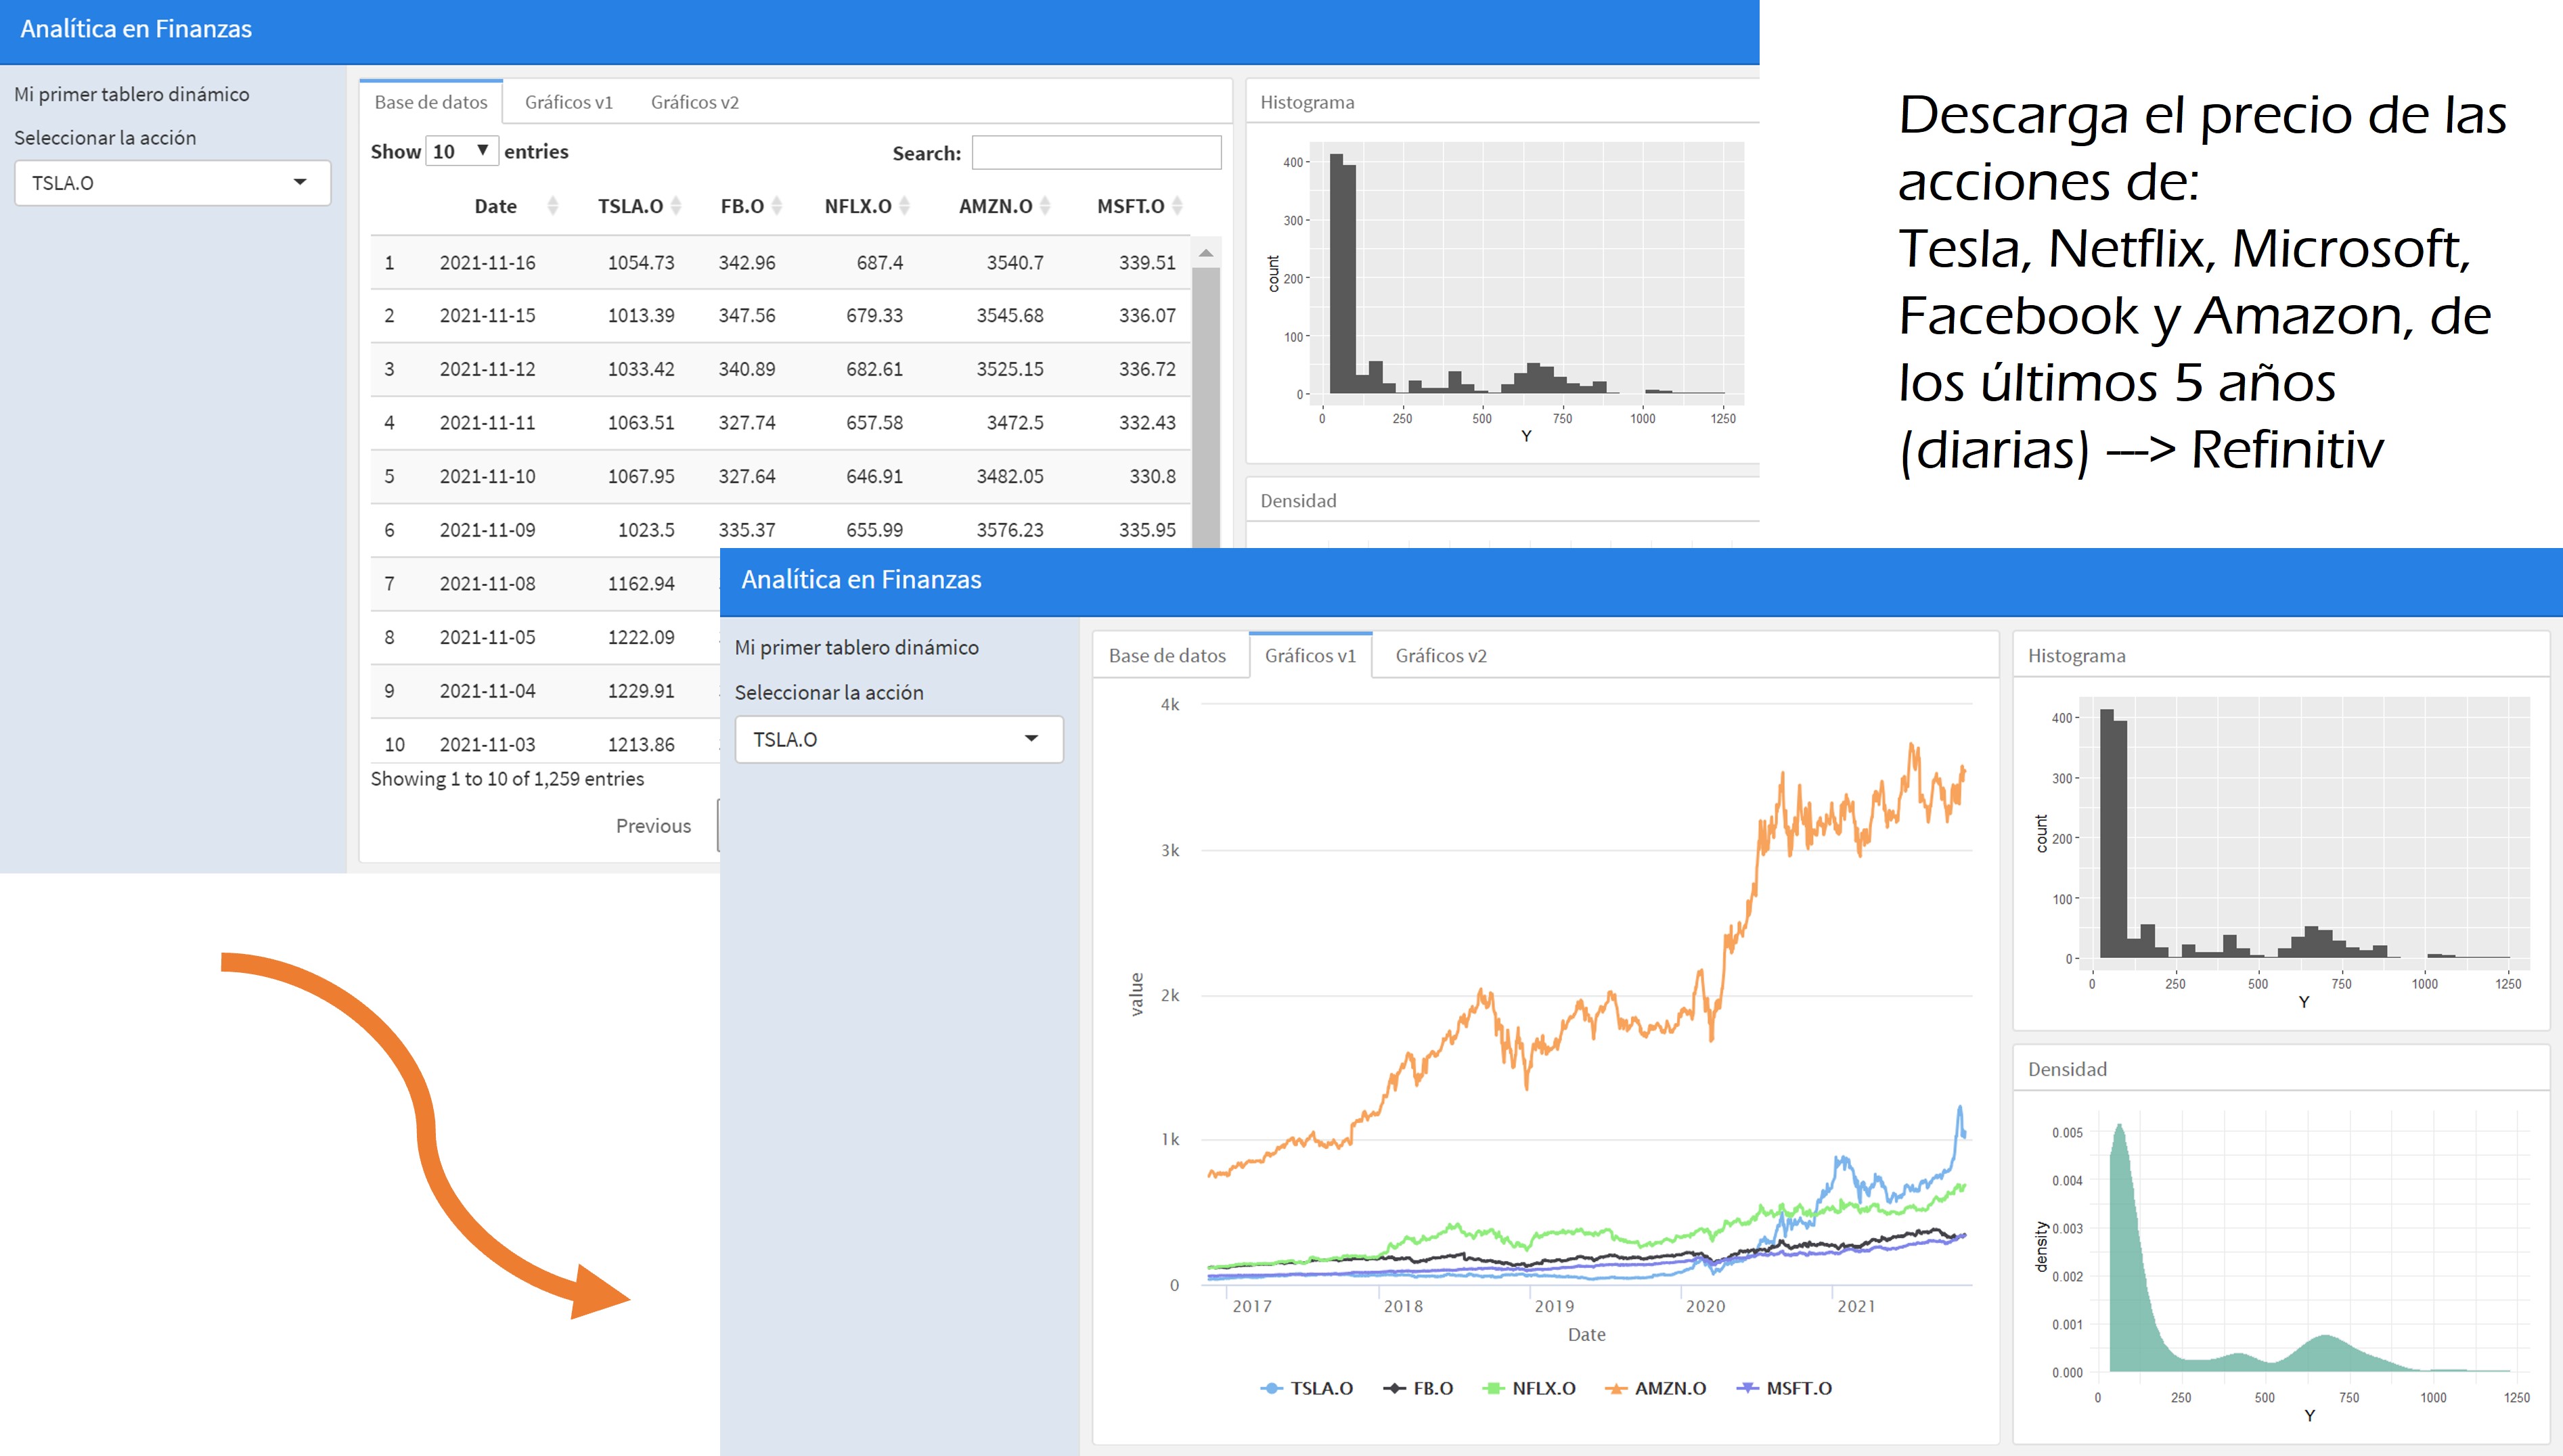 Analítica en Finanzas
Mi primer tablero dinámico
Seleccionar la acción
TSLA.O
Base de datos Gráficos v1 Gráficos v2
Show 10 entries Search:
Date TSLA.O FB.O NFLX.O AMZN.O MSFT.O
1 2021-11-16 1054.73 342.96 687.4 3540.7 339.51
2 2021-11-15 1013.39 347.56 679.33 3545.68 336.07
3 2021-11-12 1033.42 340.89 682.61 3525.15 336.72
4 2021-11-11 1063.51 327.74 657.58 3472.5 332.43
5 2021-11-10 1067.95 327.64 646.91 3482.05 330.8
6 2021-11-09 1023.5 335.37 655.99 3576.23 335.95
7 2021-11-08 1162.94
8 2021-11-05 1222.09
9 2021-11-04 1229.91
10 2021-11-03 1213.86
Showing 1 to 10 of 1,259 entries
Previous
Histograma
count
400
300
200
100
0
0 250 500 750 1000 1250
Y
Densidad
Descarga el precio de las
acciones de:
Tesla, Netflix, Microsoft,
Facebook y Amazon, de
los últimos 5 años
(diarias) ---> Refinitiv
Analítica en Finanzas
Mi primer tablero dinámico
Seleccionar la acción
TSLA.O
Base de datos Gráficos v1 Gráficos v2
value
4k
3k
2k
1k
0
2017 2018 2019 2020 2021
Date
TSLA.O FB.O NFLX.O AMZN.O MSFT.O
Histograma
count
400
300
200
100
0
0 250 500 750 1000 1250
Y
Densidad
density
0.005
0.004
0.003
0.002
0.001
0.000
0 250 500 750 1000 1250
Y